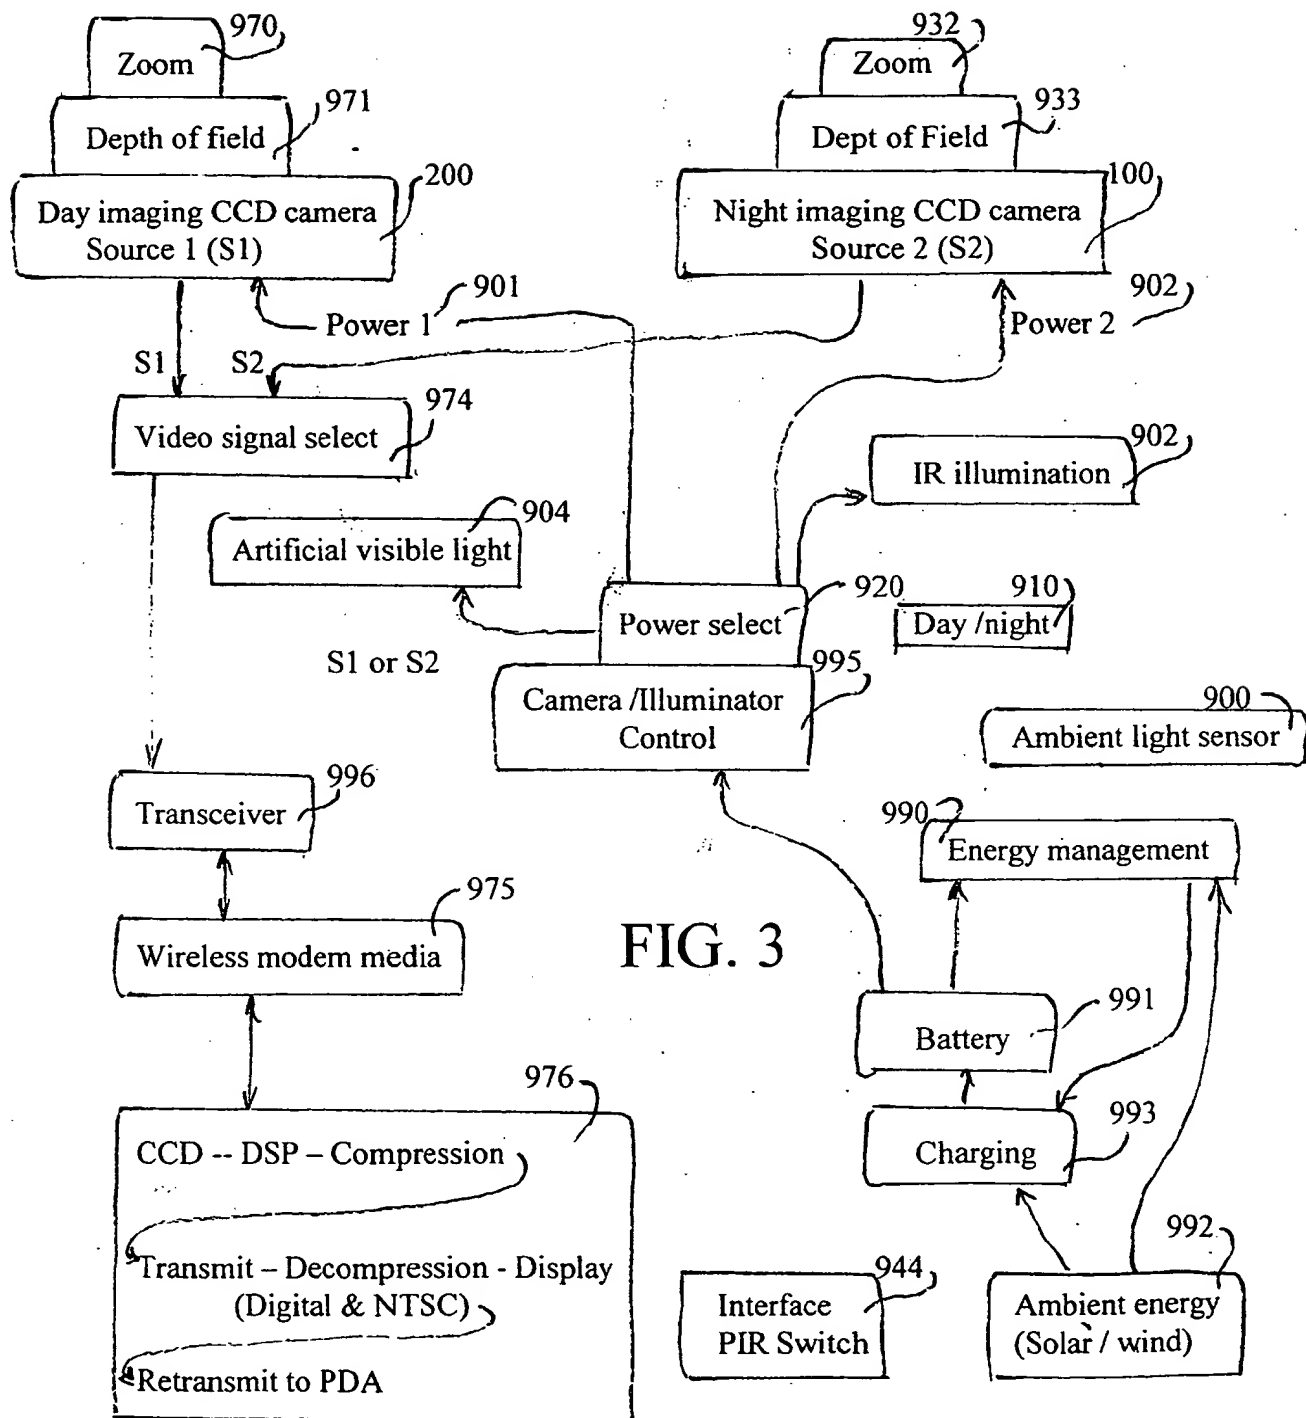 970
Zoom
971
Depth of field
200
Day imaging CCD camera
Source 1 (S1)
932
Zoom
933
Dept of Field
100
Night imaging CCD camera
Source 2 (S2)
901
Power 1
902
Power 2
S1
S2
974
Video signal select
902
IR illumination
904
Artificial visible light
920
Power select
910
Day /night
S1 or S2
995
Camera /Illuminator
Control
900
Ambient light sensor
996
Transceiver
990
Energy management
975
Wireless modem media
FIG. 3
991
Battery
993
Charging
976
CCD -- DSP – Compression
Transmit – Decompression - Display
(Digital & NTSC)
Retransmit to PDA
944
Interface
PIR Switch
992
Ambient energy
(Solar / wind)